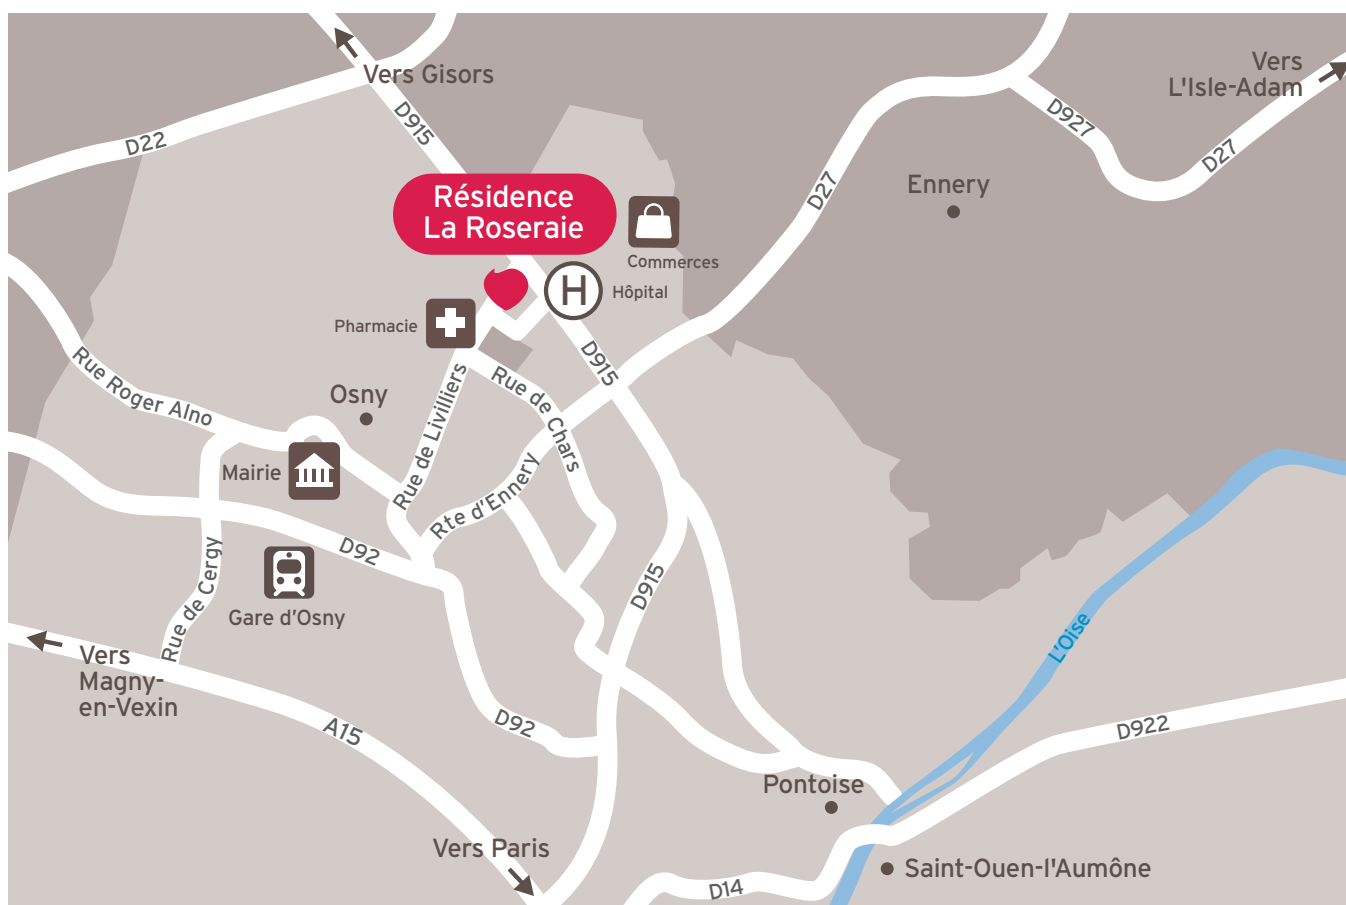 Vers Gisors
Vers
L'Isle-Adam
D915
D927
D22
D27
D27
Ennery
Résidence
La Roseraie
Commerces
H
Hôpital
Pharmacie
D915
Rue Roger Alno
Osny
Rue de Livilliers
Rue de Chars
Mairie
Rte d'Ennery
D92
Rue de Cergy
D915
Gare d'Osny
L'Oise
Vers
Magny-
en-Vexin
A15
D92
D922
Pontoise
Vers Paris
Saint-Ouen-l'Aumône
D14